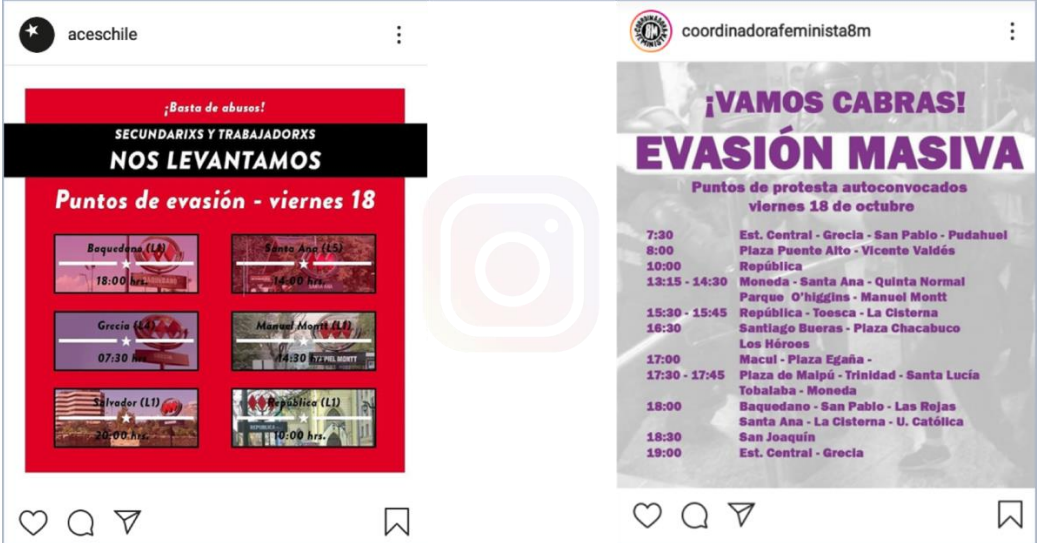 aceschile
¡Basta de abusos!
SECUNDARIXS Y TRABAJADORXS
NOS LEVANTAMOS
Puntos de evasión - viernes 18
Baquedano (L1)
18:00 hrs.
Santa Ana (L5)
14:00 hrs.
Grecia (L4)
07:30 hrs.
Manuel Montt (L1)
14:30 hrs.
Salvador (L1)
20:00 hrs.
República (L1)
10:00 hrs.
coordinadorafeminista8m
COORDINADORA
8M
FEMINISTA
¡VAMOS CABRAS!
EVASIÓN MASIVA
Puntos de protesta autoconvocados
viernes 18 de octubre
7:30 Est. Central - Grecia - San Pablo - Pudahuel
8:00 Plaza Puente Alto - Vicente Valdés
10:00 República
13:15 - 14:30 Moneda - Santa Ana - Quinta Normal
Parque O'higgins - Manuel Montt
15:30 - 15:45 República - Toesca - La Cisterna
16:30 Santiago Bueras - Plaza Chacabuco
Los Héroes
17:00 Macul - Plaza Egaña -
17:30 - 17:45 Plaza de Maipú - Trinidad - Santa Lucía
Tobalaba - Moneda
18:00 Baquedano - San Pablo - Las Rejas
Santa Ana - La Cisterna - U. Católica
18:30 San Joaquín
19:00 Est. Central - Grecia